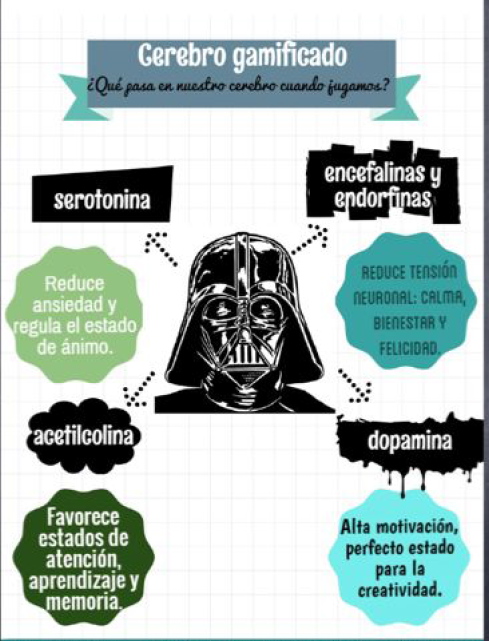 Cerebro gamificado
¿Qué pasa en nuestro cerebro cuando jugamos?
serotonina
Reduce
ansiedad y
regula el estado
de ánimo.
encefalinas y
endorfinas
REDUCE TENSIÓN
NEURONAL: CALMA,
BIENESTAR Y
FELICIDAD.
acetilcolina
Favorece
estados de
atención,
aprendizaje y
memoria.
dopamina
Alta motivación,
perfecto estado
para la
creatividad.